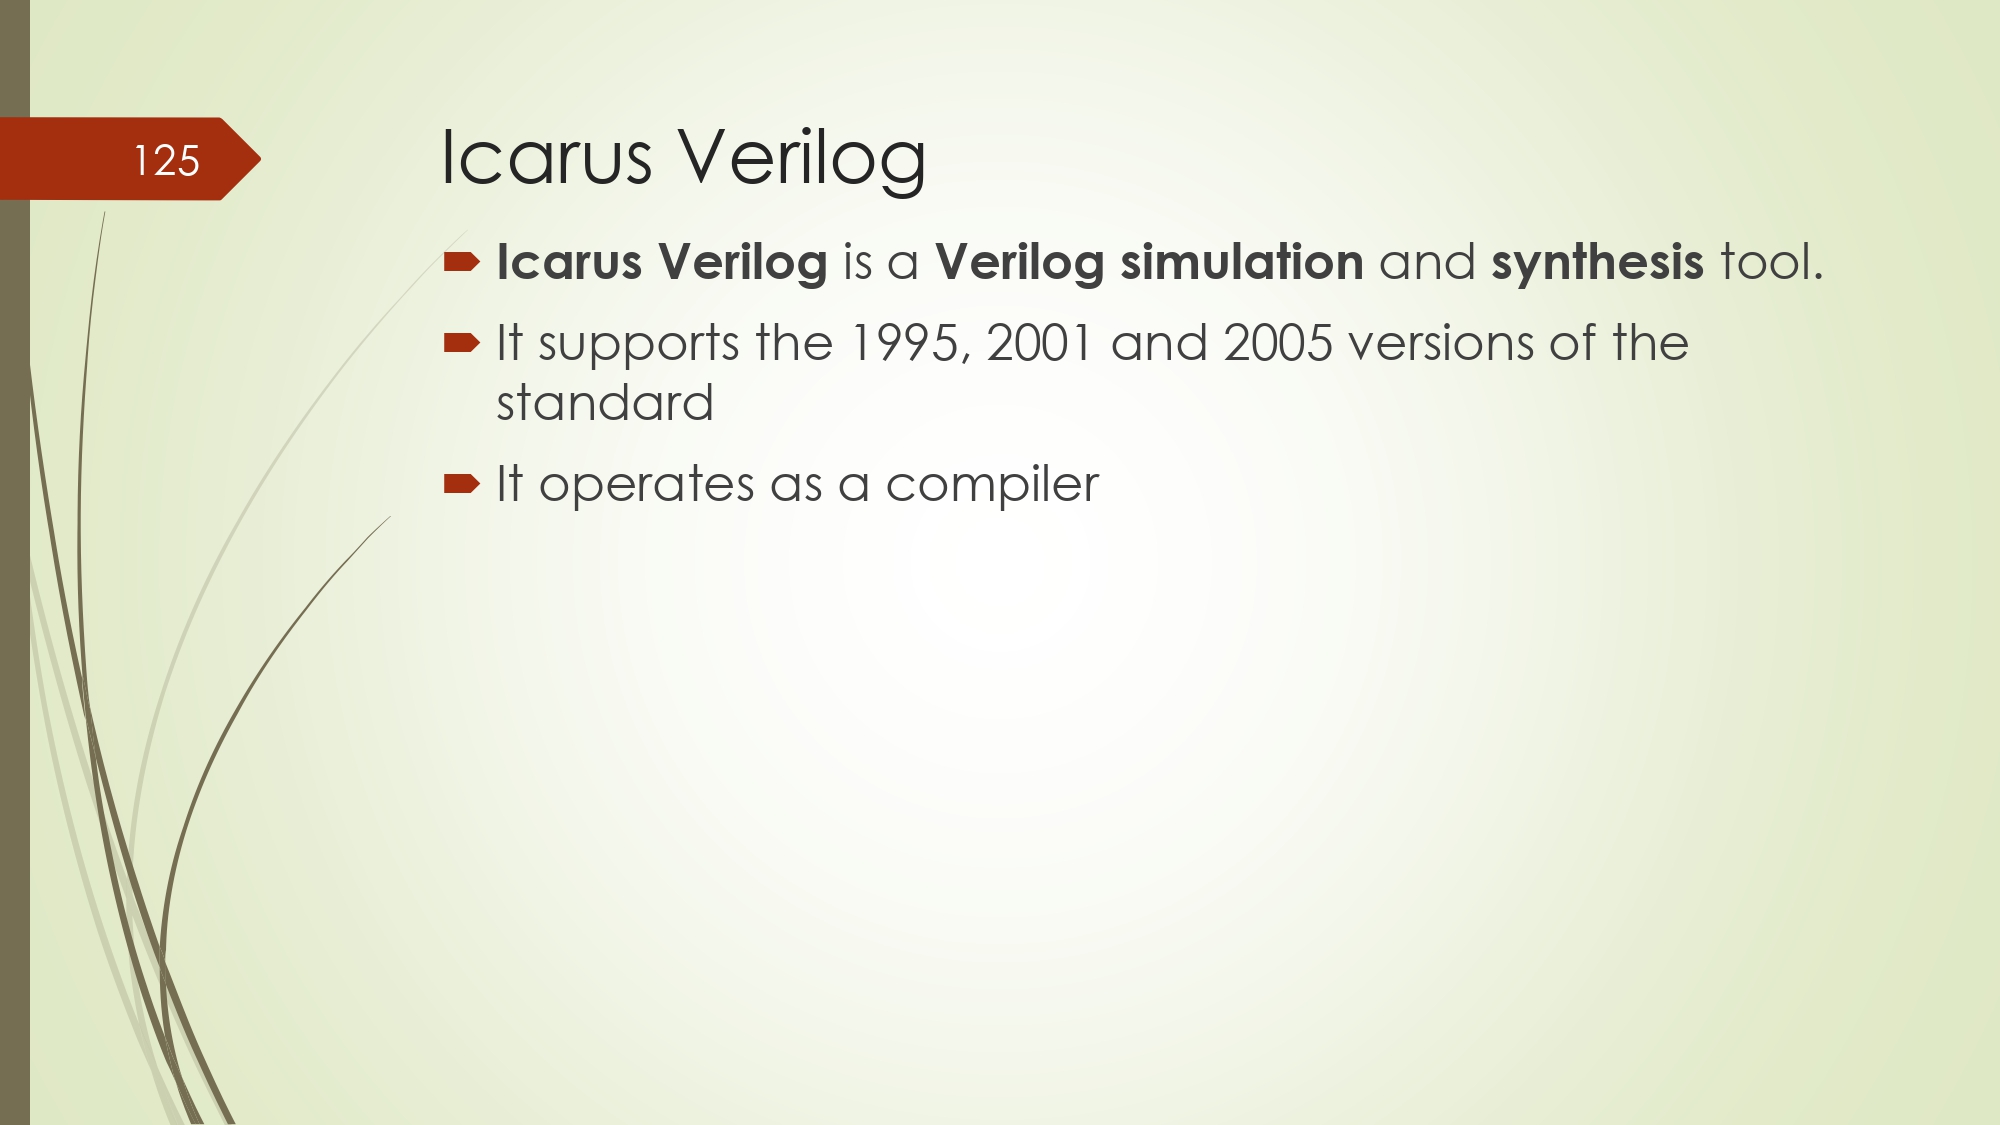 125
Icarus Verilog
Icarus Verilog is a Verilog simulation and synthesis tool.
It supports the 1995, 2001 and 2005 versions of the
standard
It operates as a compiler